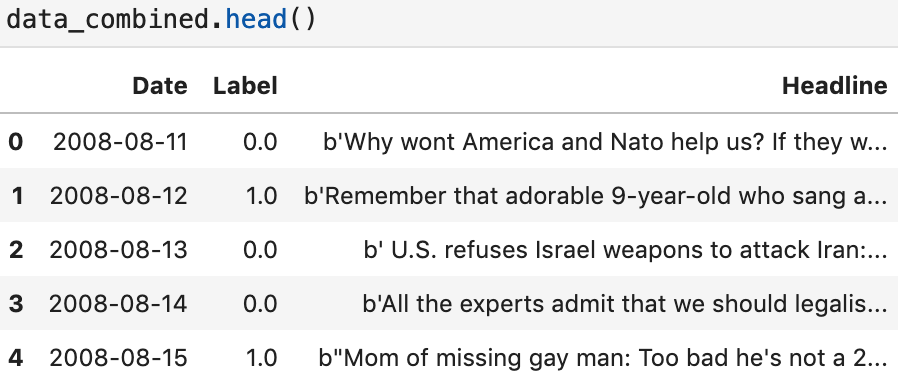 data_combined.head()
Date Label Headline
0 2008-08-11 0.0 b'Why wont America and Nato help us? If they w...
1 2008-08-12 1.0 b'Remember that adorable 9-year-old who sang a...
2 2008-08-13 0.0 b' U.S. refuses Israel weapons to attack Iran:...
3 2008-08-14 0.0 b'All the experts admit that we should legalis...
4 2008-08-15 1.0 b"Mom of missing gay man: Too bad he's not a 2...